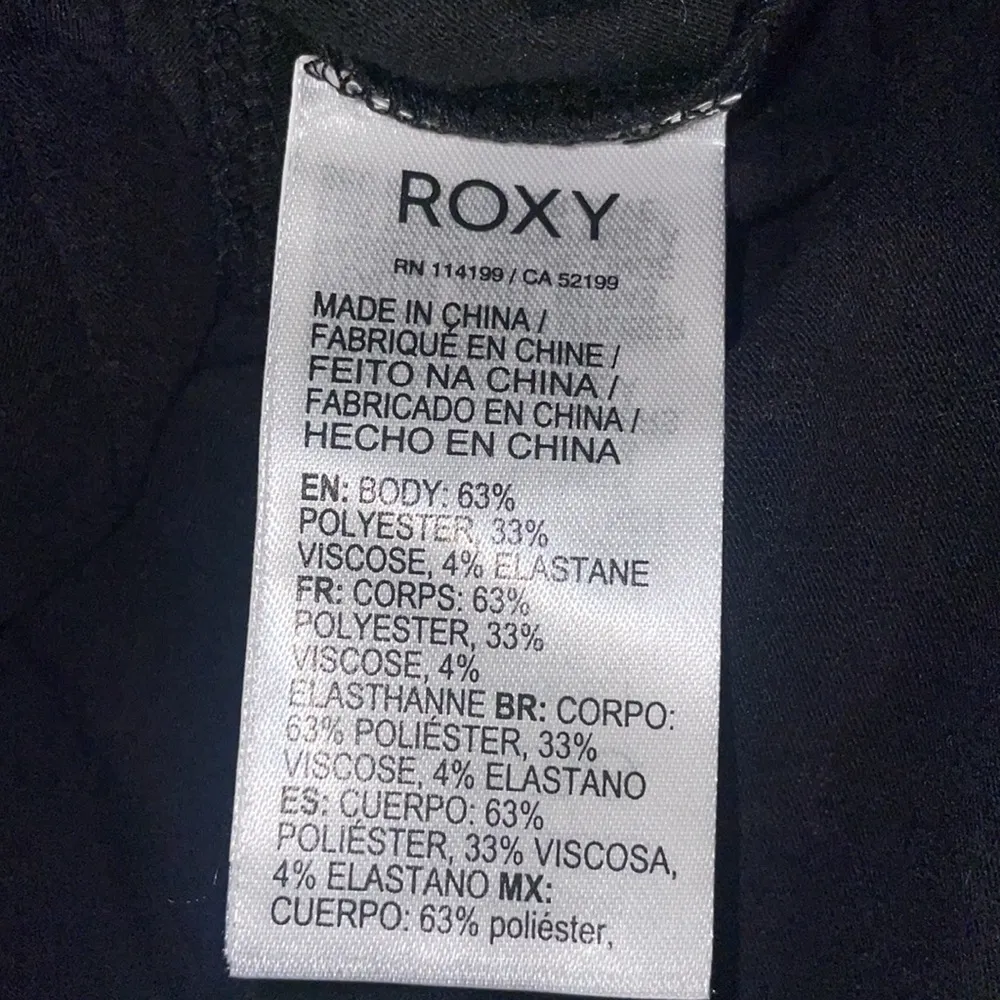 ROXY
RN 114199 / CA 52199
MADE IN CHINA /
FABRIQUÉ EN CHINE /
FEITO NA CHINA /
FABRICADO EN CHINA /
HECHO EN CHINA
EN: BODY: 63%
POLYESTER, 33%
VISCOSE, 4% ELASTANE
FR: CORPS: 63%
POLYESTER, 33%
VISCOSE, 4%
ELASTHANNE BR: CORPO:
63% POLIÉSTER, 33%
VISCOSE, 4% ELASTANO
ES: CUERPO: 63%
POLIÉSTER, 33% VISCOSA,
4% ELASTANO MX:
CUERPO: 63% poliéster,